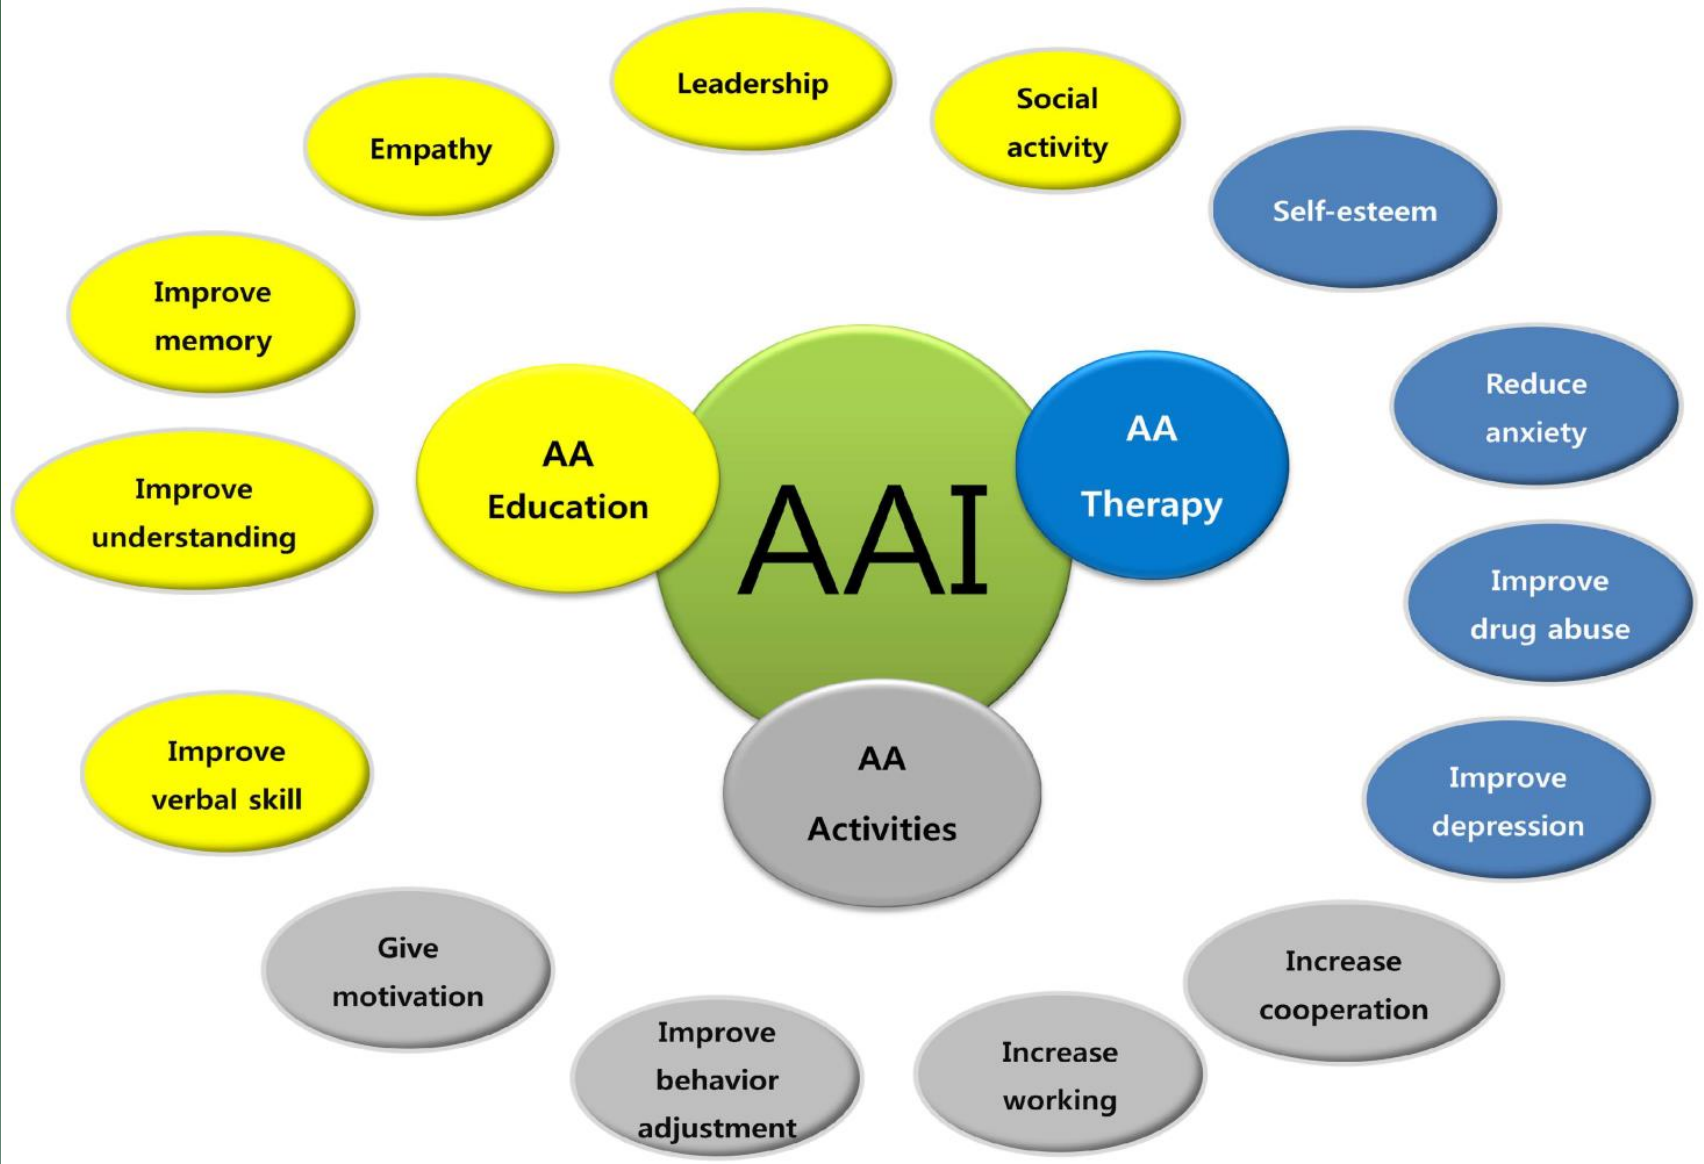 Leadership
Social
activity
Empathy
Self-esteem
Improve
memory
Reduce
anxiety
AA
Education
AAI
AA
Therapy
Improve
understanding
Improve
drug abuse
Improve
verbal skill
AA
Activities
Improve
depression
Give
motivation
Increase
cooperation
Improve
behavior
adjustment
Increase
working